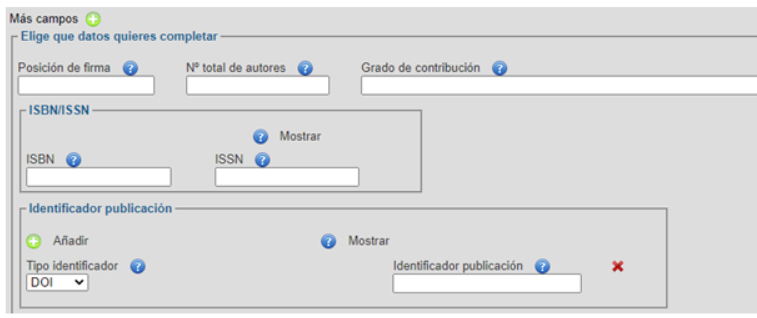 Más campos
Elige que datos quieres completar
Posición de firma Nº total de autores Grado de contribución
ISBN/ISSN
Mostrar
ISBN ISSN
Identificador publicación
Añadir Mostrar
Tipo identificador Identificador publicación
DOI